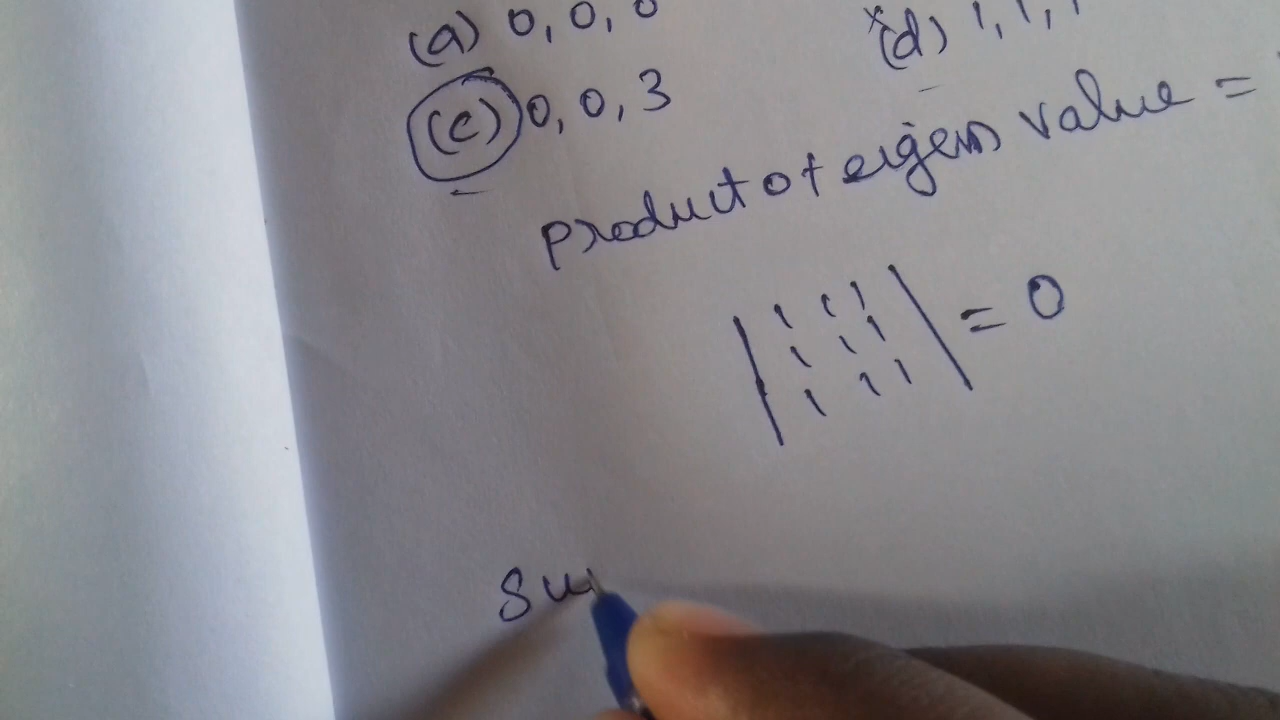 (a) 0, 0, 0
(d) 1, 1, 1
(c) 0, 0, 3
product of eigen value =
| 1 1 1 |
| 1 1 1 | = 0
| 1 1 1 |
Su